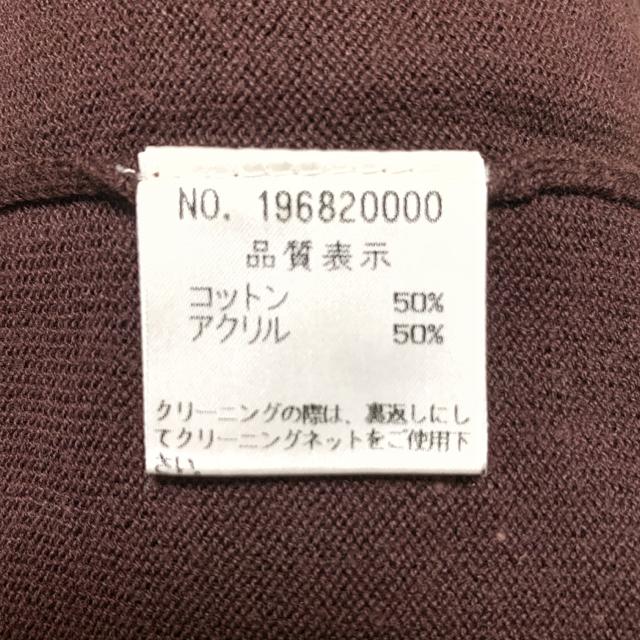 NO. 196820000
品質表示
コットン 50%
アクリル 50%
クリーニングの際は、裏返しにし
てクリーニングネットをご使用下
さい。